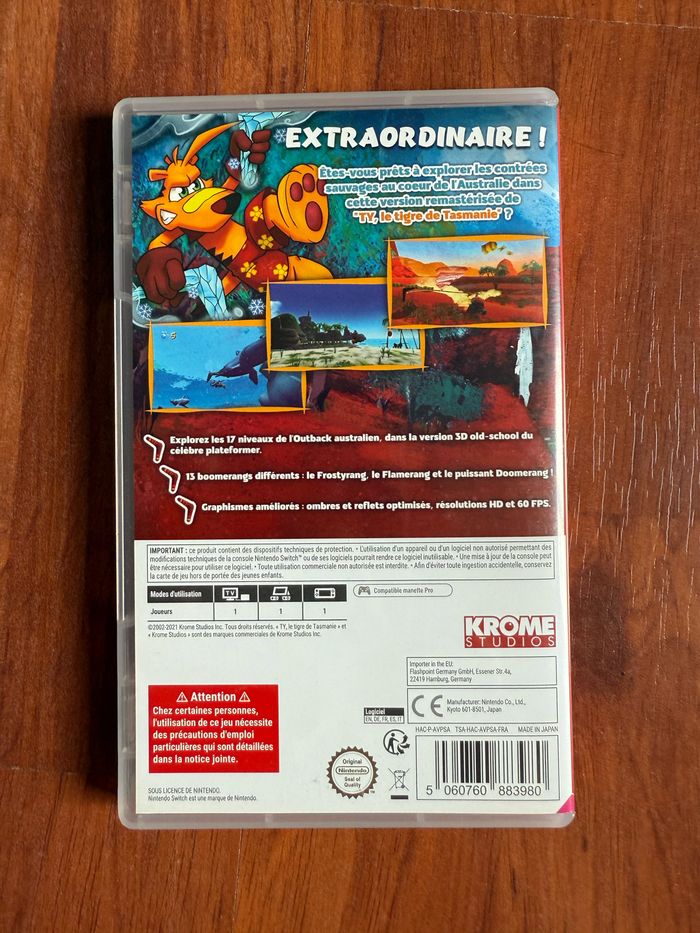 EXTRAORDINAIRE !
Êtes-vous prêts à explorer les contrées
sauvages au coeur de l'Australie dans
cette version remastérisée de
"TY, le tigre de Tasmanie" ?
Explorez les 17 niveaux de l'Outback australien, dans la version 3D old-school du
célèbre plateformer.
13 boomerangs différents : le Frostyrang, le Flamerang et le puissant Doomerang !
Graphismes améliorés : ombres et reflets optimisés, résolutions HD et 60 FPS.
IMPORTANT : ce produit contient des dispositifs techniques de protection. • L'utilisation d'un appareil ou d'un logiciel non autorisé permettant des
modifications techniques de la console Nintendo Switch™ ou de ses logiciels pourrait rendre ce logiciel inutilisable. • Une mise à jour de la console peut
être nécessaire pour utiliser ce logiciel. • Toute utilisation commerciale non autorisée est interdite. • Afin d'éviter toute ingestion accidentelle, conservez
la carte de jeu hors de portée des jeunes enfants.
Modes d'utilisation
TV
Compatible manette Pro
Joueurs 1 1 1
©2002-2021 Krome Studios Inc. Tous droits réservés. « TY, le tigre de Tasmanie » et
« Krome Studios » sont des marques commerciales de Krome Studios Inc.
KROME
STUDIOS
Importer in the EU:
Flashpoint Germany GmbH, Essener Str.4a,
22419 Hamburg, Germany
CE
Manufacturer: Nintendo Co., Ltd.,
Kyoto 601-8501, Japan
Logiciel
EN, DE, FR, ES, IT
HAC-P-AVPSA TSA-HAC-AVPSA-FRA MADE IN JAPAN
Attention
Chez certaines personnes,
l'utilisation de ce jeu nécessite
des précautions d'emploi
particulières qui sont détaillées
dans la notice jointe.
Original
Nintendo
Seal of
Quality
SOUS LICENCE DE NINTENDO.
Nintendo Switch est une marque de Nintendo.
5 060760 883980